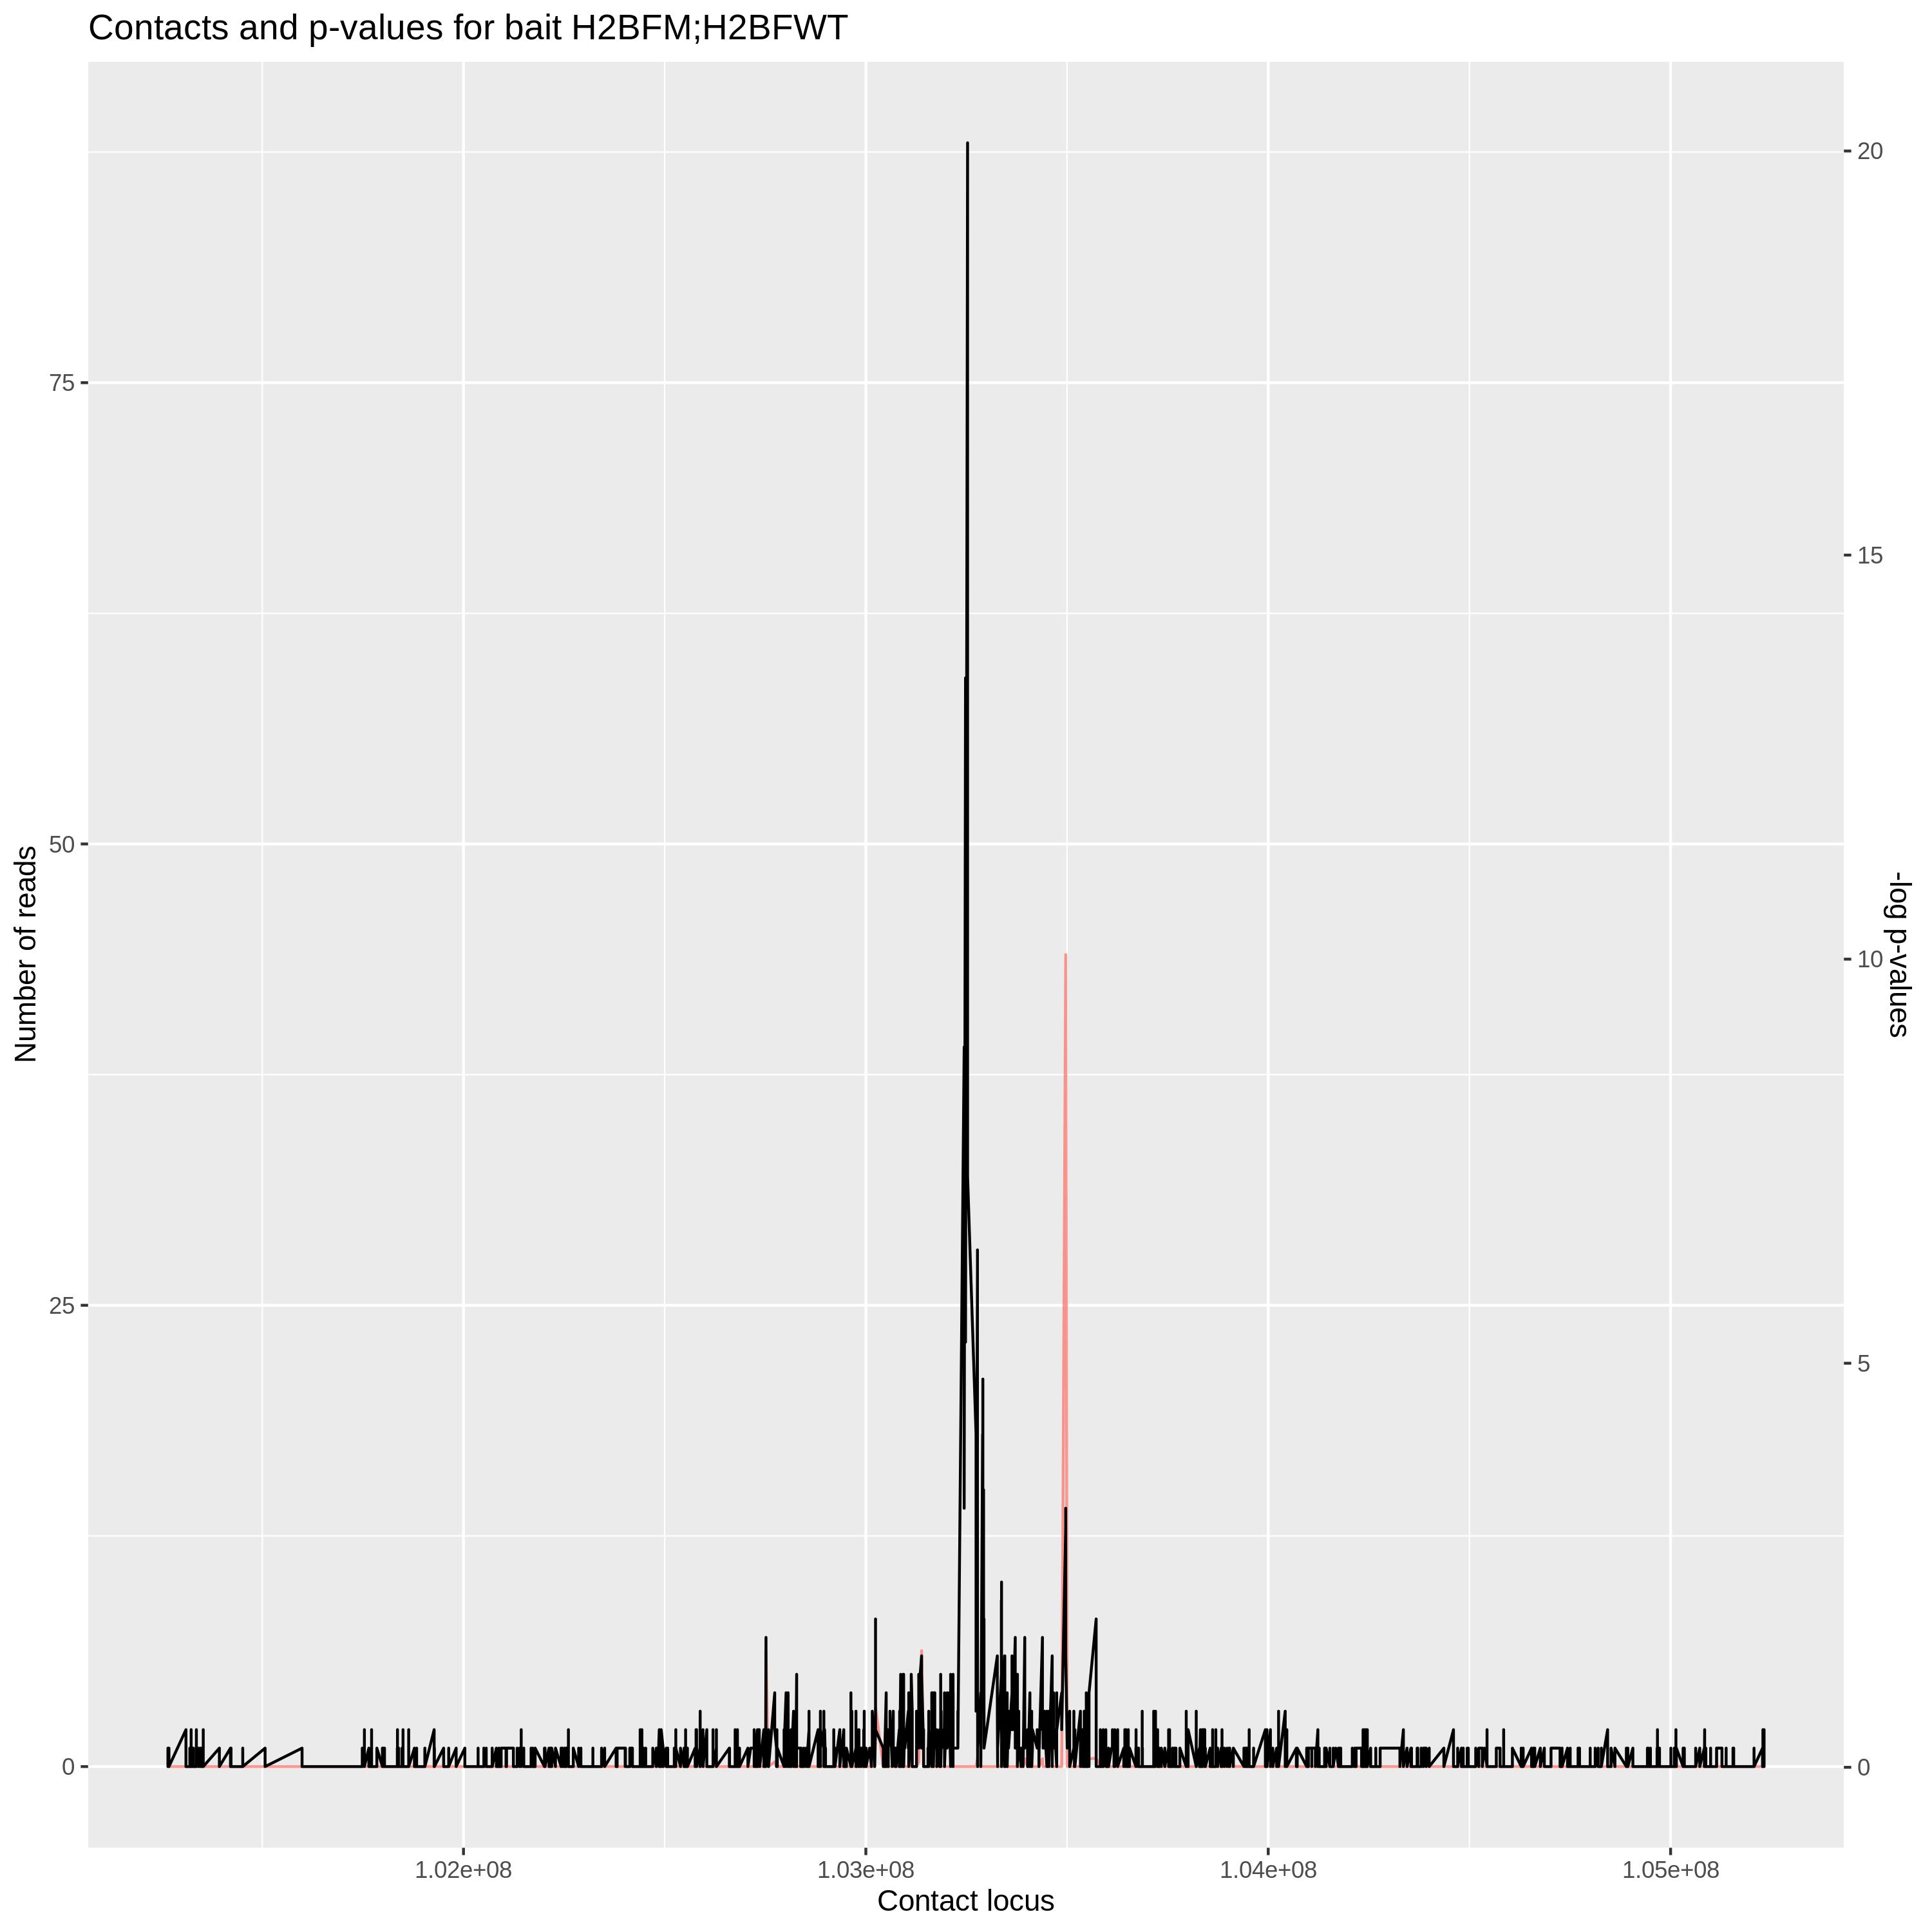 Contacts and p-values for bait H2BFM;H2BFWT
20
75
15
50
Number of reads
-log p-values
10
25
5
0
0
1.02e+08
1.03e+08
1.04e+08
1.05e+08
Contact locus